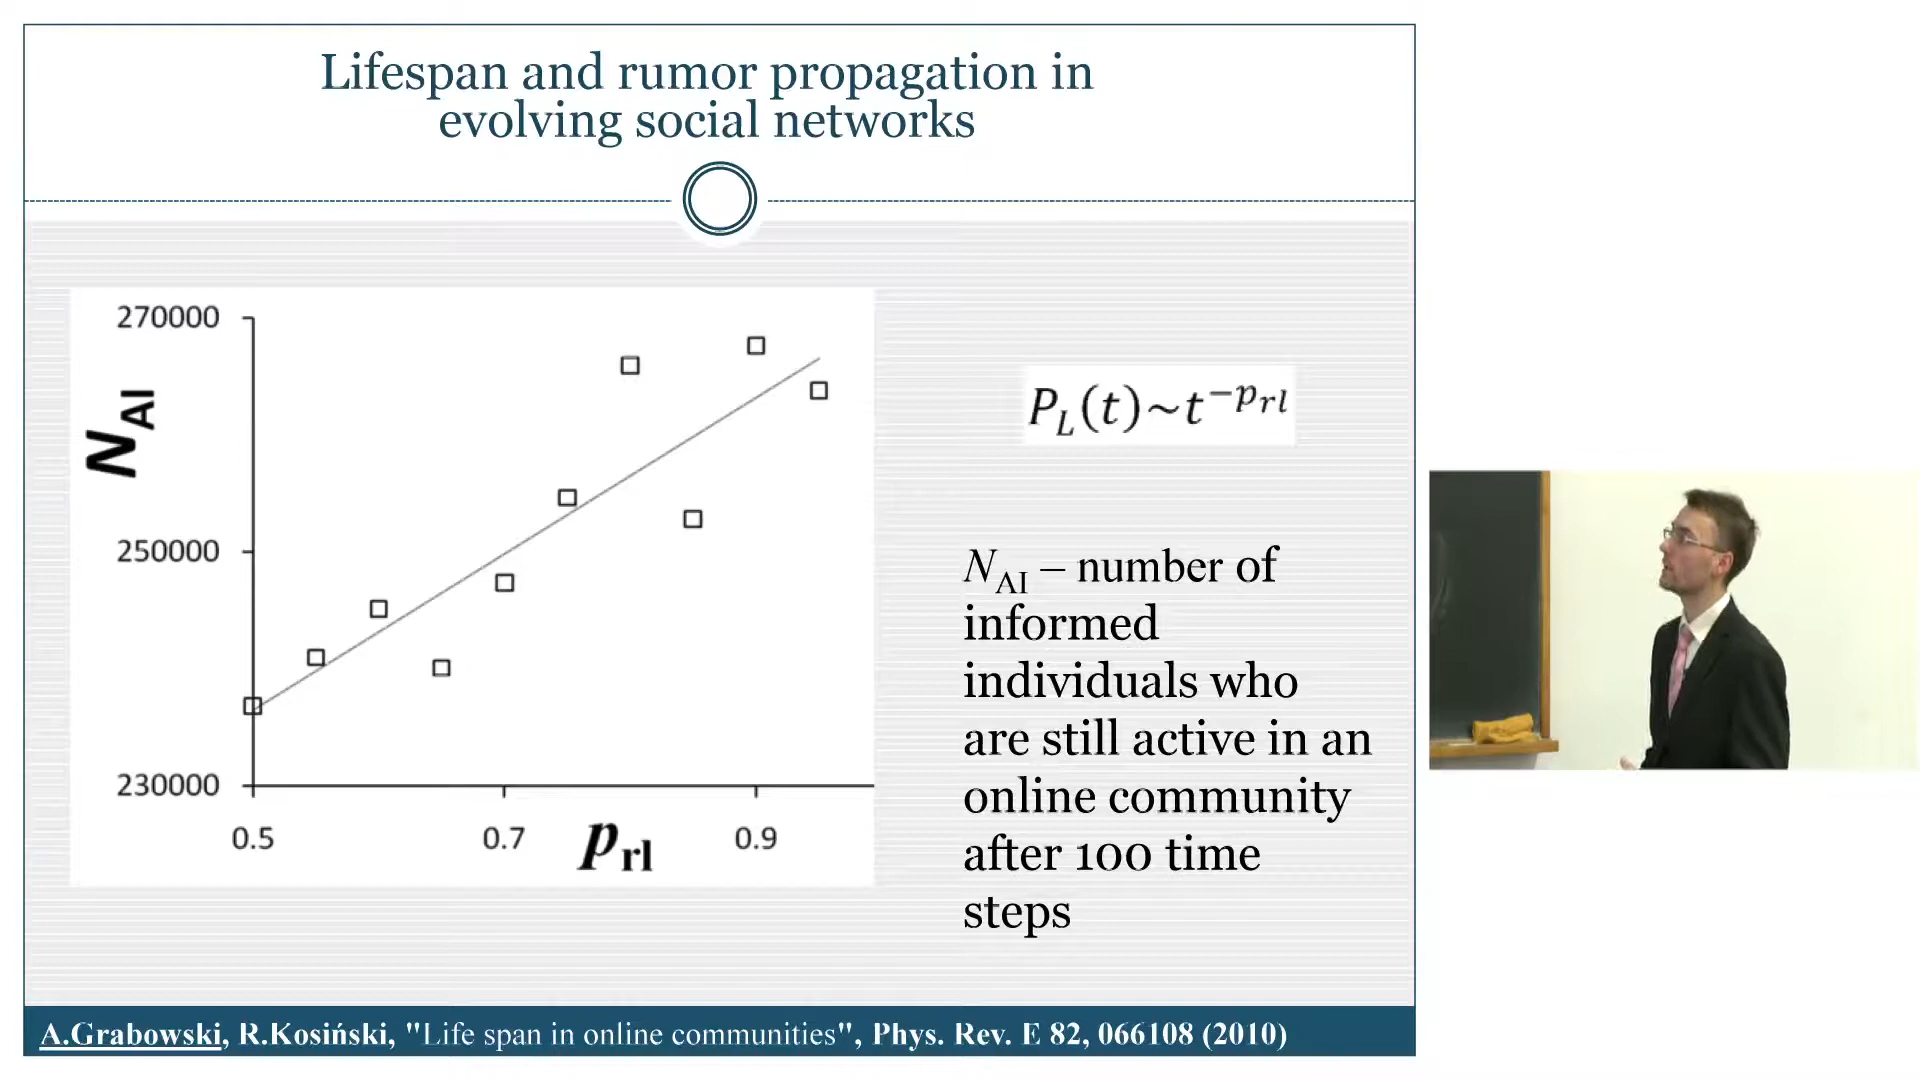 Lifespan and rumor propagation in
evolving social networks
270000
250000
230000
N_AI
0.5
0.7
0.9
p_rl
P_L(t)~t^{-p_{rl}}
N_AI – number of
informed
individuals who
are still active in an
online community
after 100 time
steps
A.Grabowski, R.Kosiński, "Life span in online communities", Phys. Rev. E 82, 066108 (2010)